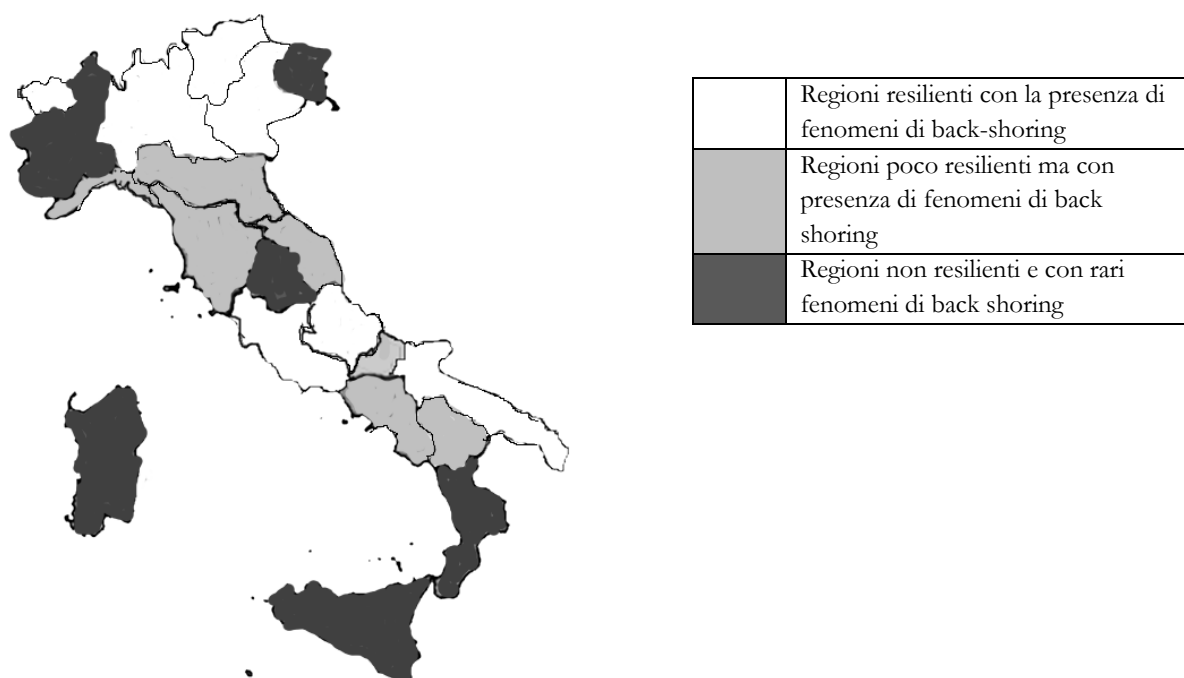 Regioni resilienti con la presenza di
fenomeni di back-shoring
Regioni poco resilienti ma con
presenza di fenomeni di back
shoring
Regioni non resilienti e con rari
fenomeni di back shoring